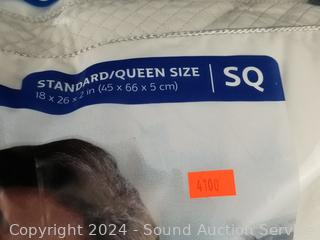 STANDARD/QUEEN SIZE | SQ
18 x 26 x 2 in (45 x 66 x 5 cm)
4100
Copyright 2024 - Sound Auction Serv